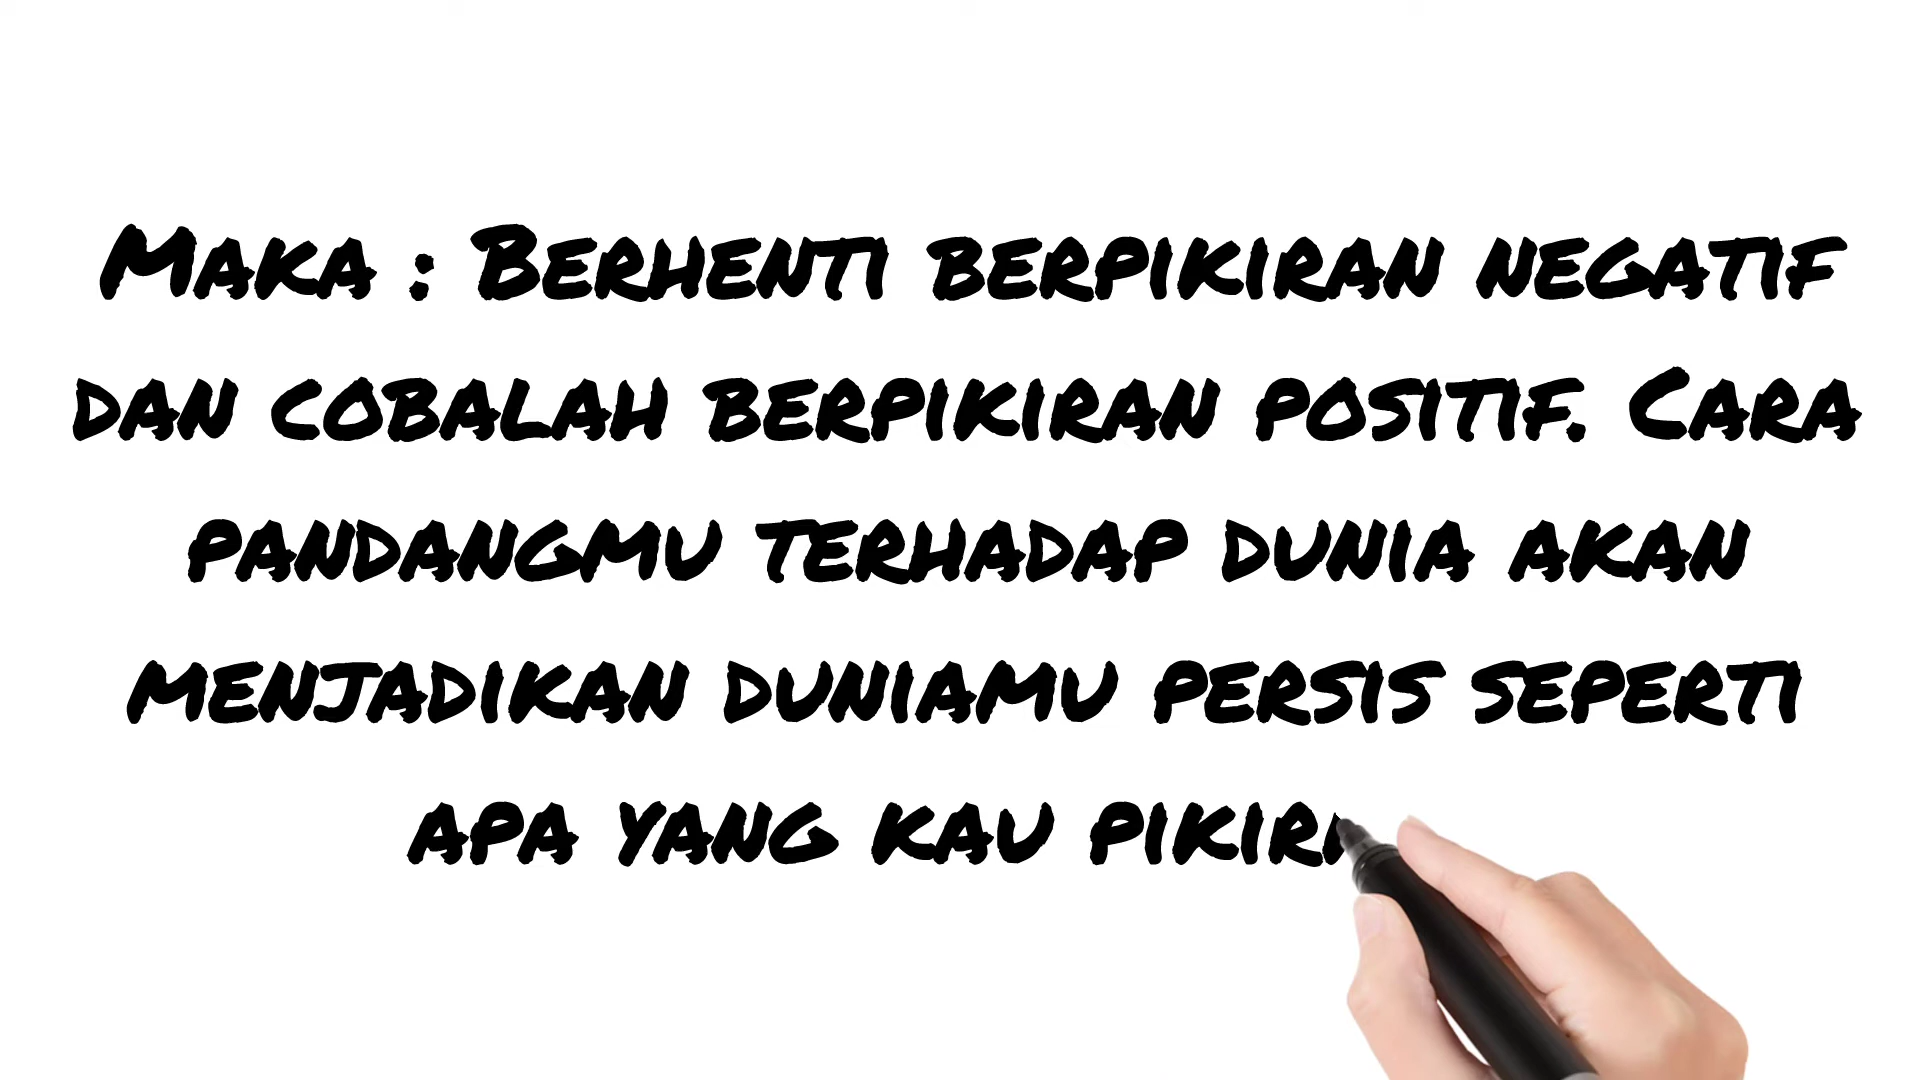 Maka : Berhenti berpikiran negatif
dan cobalah berpikiran positif. Cara
pandangmu terhadap dunia akan
menjadikan duniamu persis seperti
apa yang kau